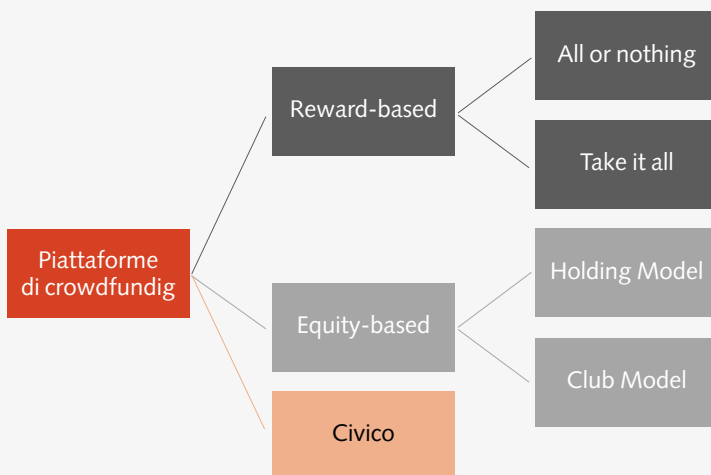 Piattaforme
di crowdfundig
Reward-based
All or nothing
Take it all
Equity-based
Holding Model
Club Model
Civico